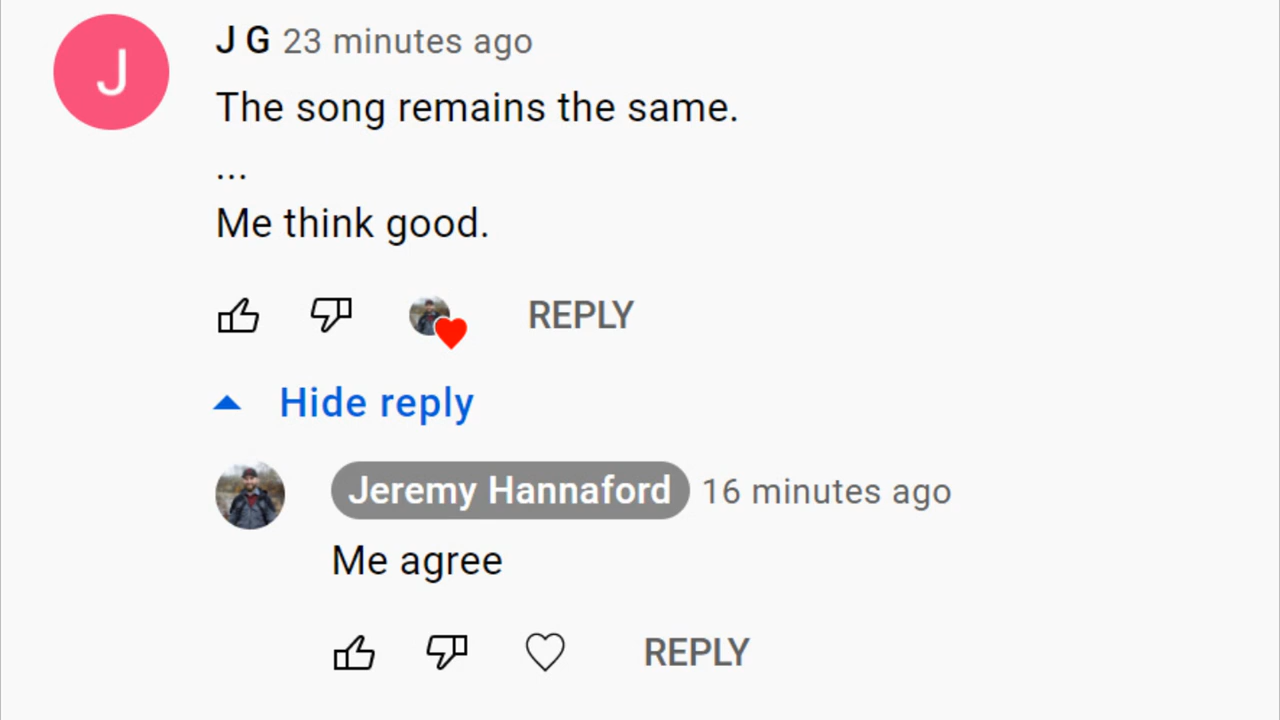 J
J G 23 minutes ago
The song remains the same.
...
Me think good.
REPLY
Hide reply
Jeremy Hannaford 16 minutes ago
Me agree
REPLY